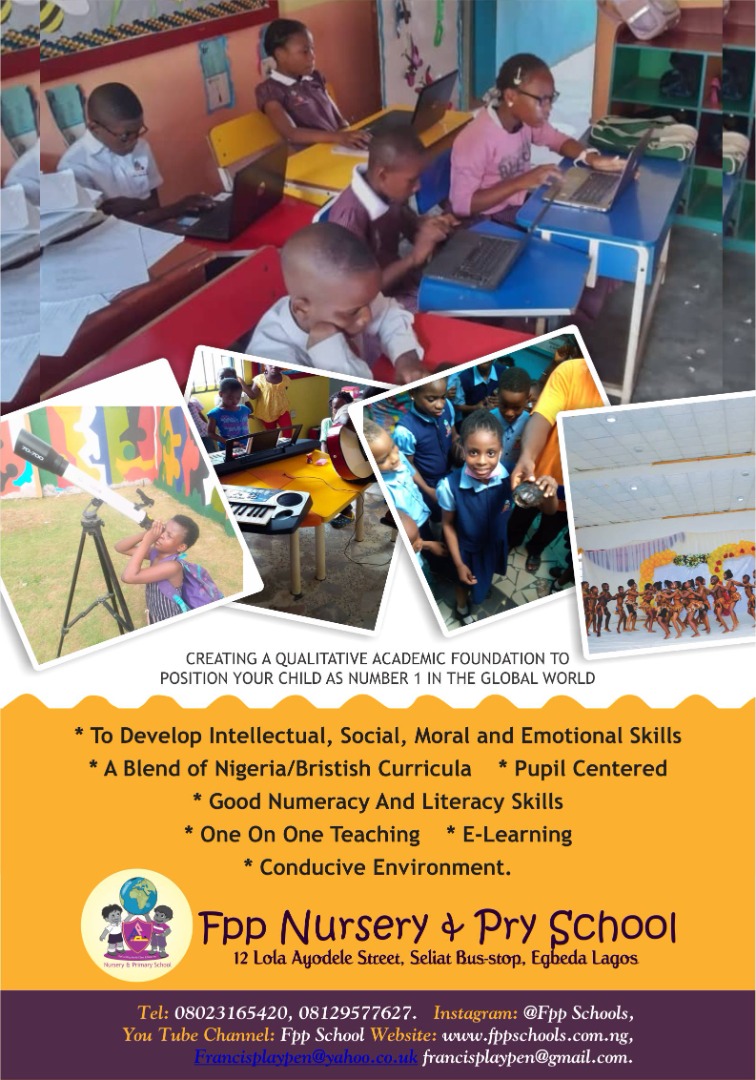 CREATING A QUALITATIVE ACADEMIC FOUNDATION TO
POSITION YOUR CHILD AS NUMBER 1 IN THE GLOBAL WORLD
* To Develop Intellectual, Social, Moral and Emotional Skills
* A Blend of Nigeria/Bristish Curricula * Pupil Centered
* Good Numeracy And Literacy Skills
* One On One Teaching * E-Learning
* Conducive Environment.
Nursery & Primary School
Fpp Nursery & Pry School
12 Lola Ayodele Street, Seliat Bus-stop, Egbeda Lagos
Tel: 08023165420, 08129577627. Instagram: @Fpp Schools,
You Tube Channel: Fpp School Website: www.fppschools.com.ng,
Francisplaypen@yahoo.co.uk francisplaypen@gmail.com.